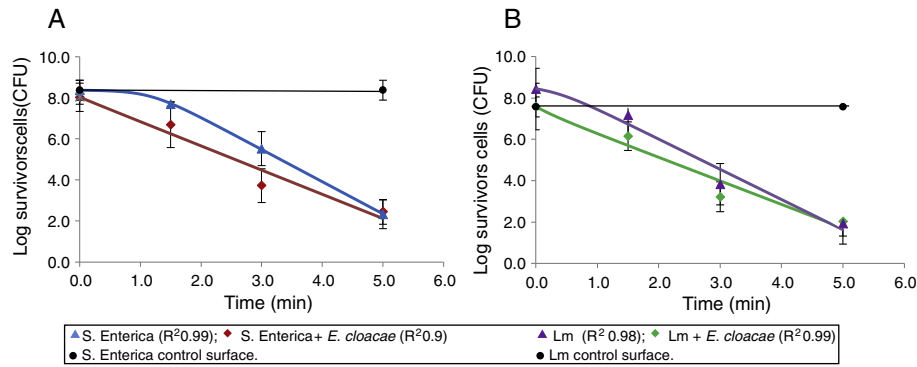 A
B
Log survivorscells(CFU)
10.0
8.0
6.0
4.0
2.0
0.0
0.0 1.0 2.0 3.0 4.0 5.0 6.0
Time (min)
Log survivors cells (CFU)
10.0
8.0
6.0
4.0
2.0
0.0
0.0 1.0 2.0 3.0 4.0 5.0 6.0
Time (min)
S. Enterica (R²0.99); S. Enterica+ E. cloacae (R²0.9)
S. Enterica control surface.
Lm (R² 0.98); Lm + E. cloacae (R²0.99)
Lm control surface.